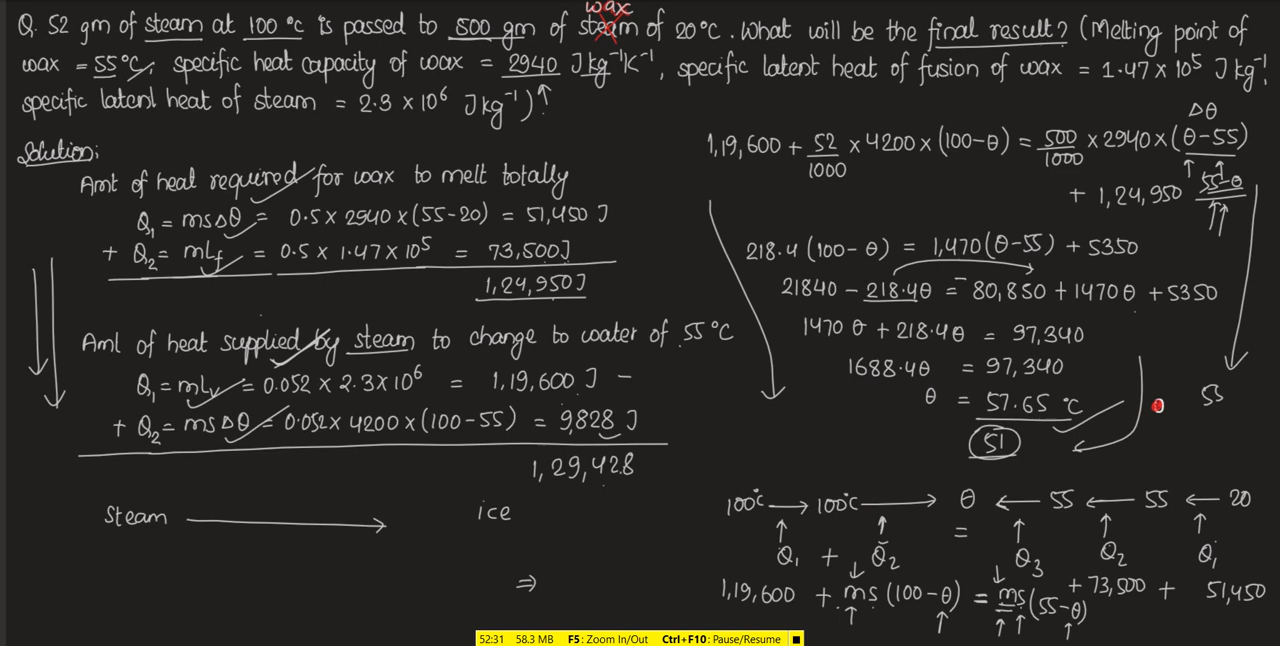 wax
Q. 52 gm of steam at 100 °C is passed to 500 gm of steam of 20°C. What will be the final result? (Melting point of
wax = 55°C, specific heat capacity of wax = 2940 J kg⁻¹K⁻¹, specific latent heat of fusion of wax = 1.47 x 10⁵ J kg⁻¹,
specific latent heat of steam = 2.3 x 10⁶ J kg⁻¹)
Solution;
Amt of heat required for wax to melt totally
Q₁ = msΔθ = 0.5 x 2940 x (55-20) = 51,450 J
+ Q₂ = mLf = 0.5 x 1.47 x 10⁵ = 73,500 J
1,24,950 J
Amt of heat supplied by steam to change to water of 55 °C
Q₁ = mLv = 0.052 x 2.3 x 10⁶ = 1,19,600 J -
+ Q₂ = msΔθ = 0.052 x 4200 x (100-55) = 9,828 J
1,29,428
Steam → ice
⇒
Δθ
1,19,600 + 52/1000 x 4200 x (100-θ) = 500/1000 x 2940 x (θ-55)
+ 1,24,950 55-θ
218.4 (100-θ) = 1,470 (θ-55) + 5350
21840 - 218.4θ = -80,850 + 1470θ + 5350
1470 θ + 218.4θ = 97,340
1688.4θ = 97,340
θ = 57.65 °C
55
51
100°C → 100°C → θ ← 55 ← 55 ← 20
Q₁ + Q₂ = Q₃ Q₂ Q₁
1,19,600 + ms (100-θ) = ms (55-θ) + 73,500 + 51,450
52:31 58.3 MB F5: Zoom In/Out Ctrl+F10: Pause/Resume